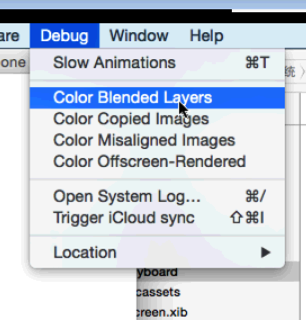 are Debug Window Help
one Slow Animations ⌘T
统
Color Blended Layers
Color Copied Images
Color Misaligned Images
Color Offscreen-Rendered
Open System Log... ⌘/
Trigger iCloud sync ⇧⌘I
Location
yboard
cassets
creen.xib